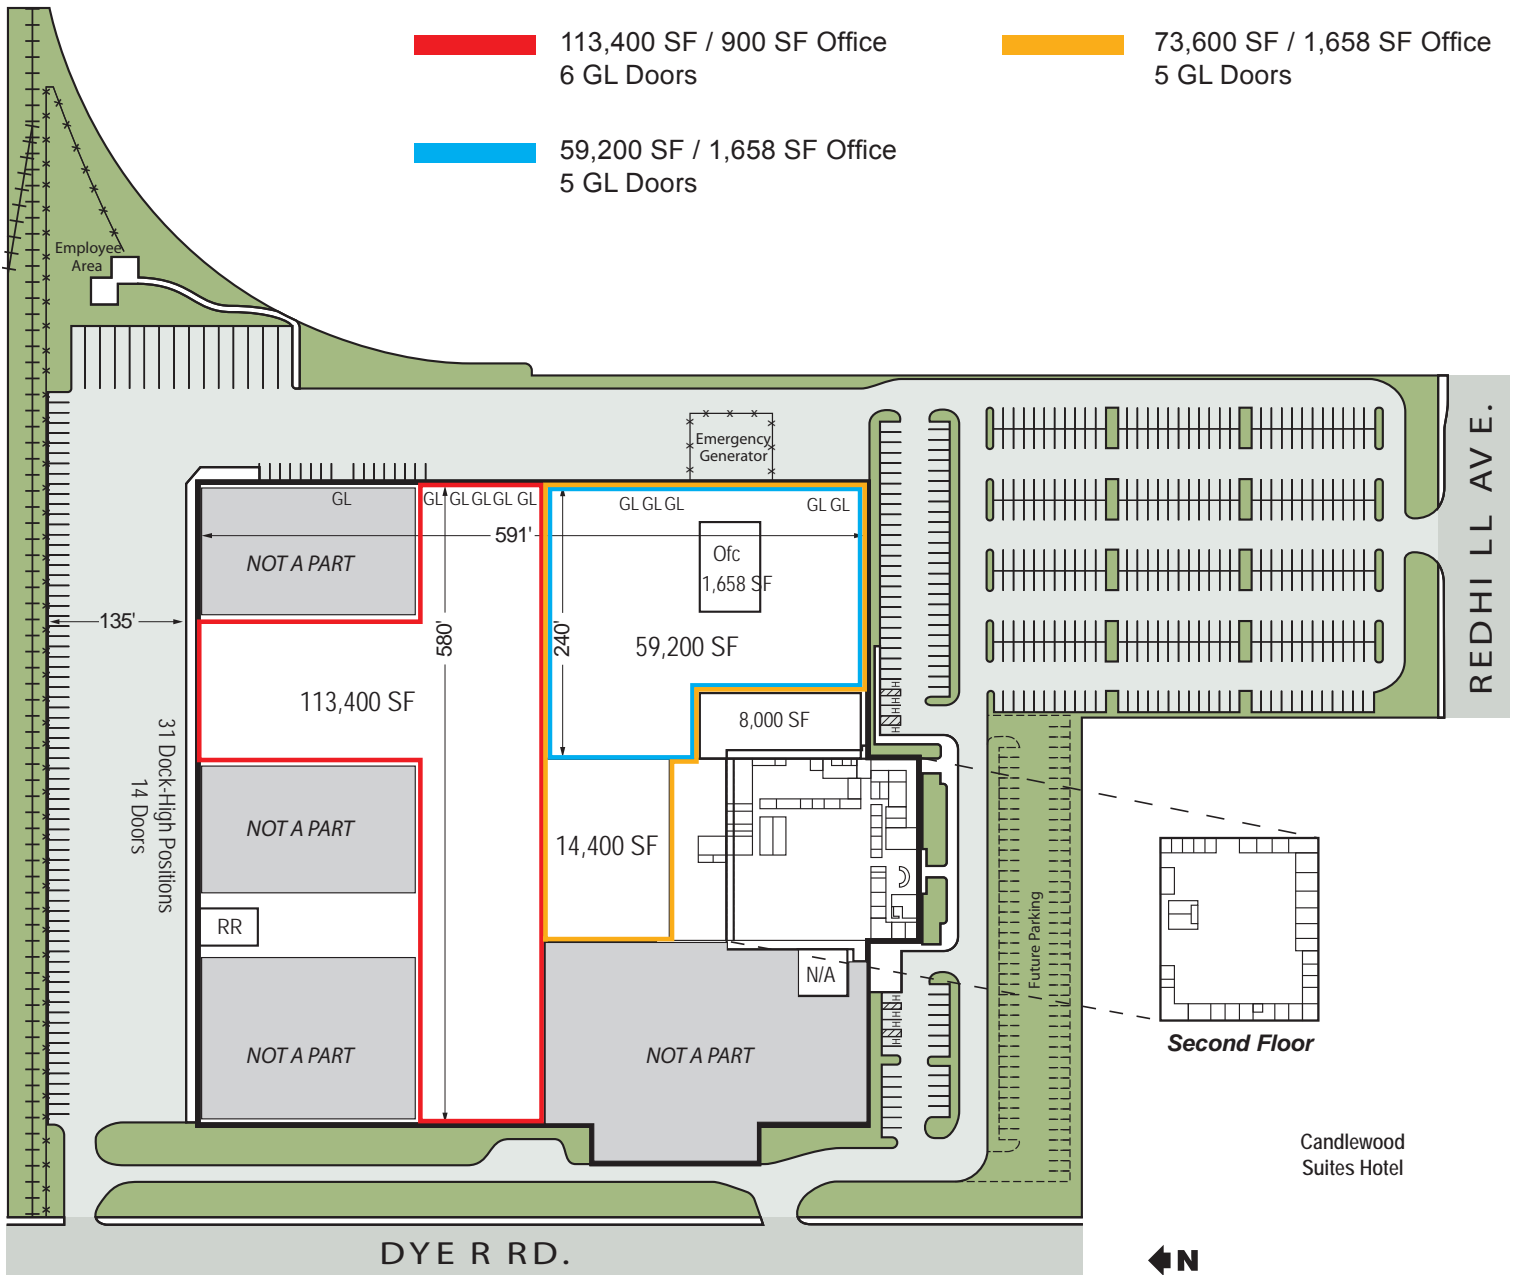 113,400 SF / 900 SF Office
6 GL Doors
73,600 SF / 1,658 SF Office
5 GL Doors
59,200 SF / 1,658 SF Office
5 GL Doors
Employee
Area
Emergency
Generator
GL
GL GL GL GL GL
GL GL GL
GL GL
591'
NOT A PART
Ofc
1,658 SF
135'
580'
240'
59,200 SF
113,400 SF
8,000 SF
31 Dock-High Positions
14 Doors
NOT A PART
14,400 SF
RR
N/A
NOT A PART
NOT A PART
H
H
H
H
H
H
H
H
Future Parking
REDHI LL AV E.
Second Floor
Candlewood
Suites Hotel
DYE R RD.
N